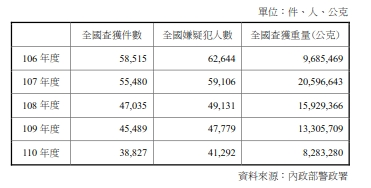 單位：件、人、公克
全國查獲件數 全國嫌疑犯人數 全國查獲重量(公克)
106 年度 58,515 62,644 9,685,469
107 年度 55,480 59,106 20,596,643
108 年度 47,035 49,131 15,929,366
109 年度 45,489 47,779 13,305,709
110 年度 38,827 41,292 8,283,280
資料來源：內政部警政署